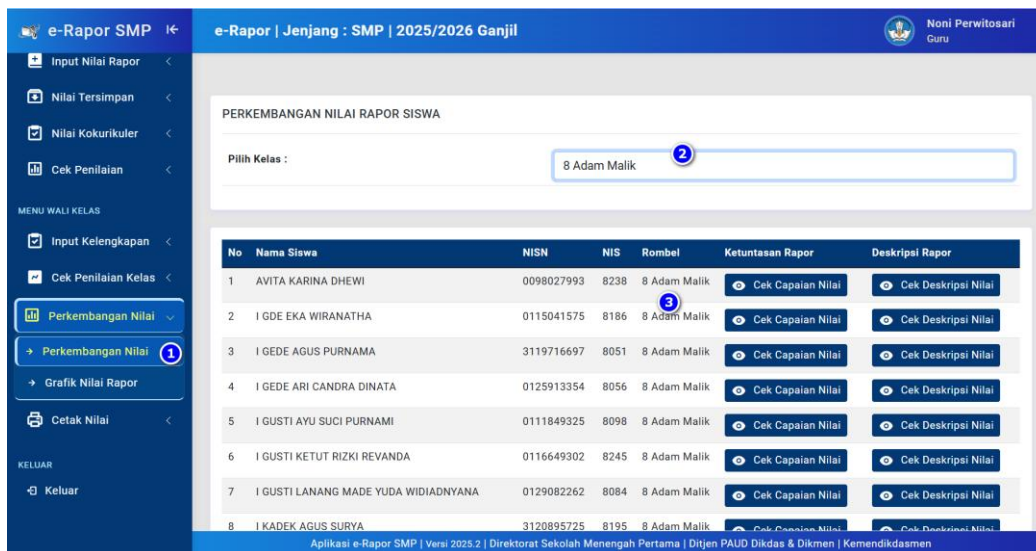 e-Rapor SMP
e-Rapor | Jenjang : SMP | 2025/2026 Ganjil
Noni Perwitosari
Guru
Input Nilai Rapor
Nilai Tersimpan
Nilai Kokurikuler
Cek Penilaian
MENU WALI KELAS
Input Kelengkapan
Cek Penilaian Kelas
Perkembangan Nilai
Perkembangan Nilai 1
Grafik Nilai Rapor
Cetak Nilai
KELUAR
Keluar
PERKEMBANGAN NILAI RAPOR SISWA
Pilih Kelas : 8 Adam Malik 2
No Nama Siswa NISN NIS Rombel Ketuntasan Rapor Deskripsi Rapor
1 AVITA KARINA DHEWI 0098027993 8238 8 Adam Malik Cek Capaian Nilai Cek Deskripsi Nilai
3
2 I GDE EKA WIRANATHA 0115041575 8186 8 Adam Malik Cek Capaian Nilai Cek Deskripsi Nilai
3 I GEDE AGUS PURNAMA 3119716697 8051 8 Adam Malik Cek Capaian Nilai Cek Deskripsi Nilai
4 I GEDE ARI CANDRA DINATA 0125913354 8056 8 Adam Malik Cek Capaian Nilai Cek Deskripsi Nilai
5 I GUSTI AYU SUCI PURNAMI 0111849325 8098 8 Adam Malik Cek Capaian Nilai Cek Deskripsi Nilai
6 I GUSTI KETUT RIZKI REVANDA 0116649302 8245 8 Adam Malik Cek Capaian Nilai Cek Deskripsi Nilai
7 I GUSTI LANANG MADE YUDA WIDIADNYANA 0129082262 8084 8 Adam Malik Cek Capaian Nilai Cek Deskripsi Nilai
8 I KADEK AGUS SURYA 3120895725 8195 8 Adam Malik Cek Capaian Nilai Cek Deskripsi Nilai
Aplikasi e-Rapor SMP | Versi 2025.2 | Direktorat Sekolah Menengah Pertama | Ditjen PAUD Dikdas & Dikmen | Kemendikdasmen